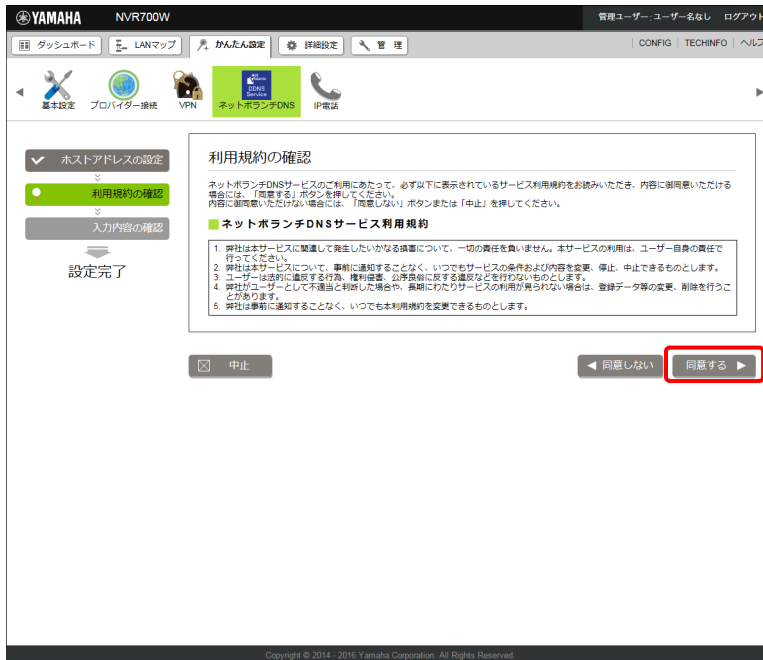 YAMAHA NVR700W 管理ユーザー:ユーザー名なし ログアウト
ダッシュボード LANマップ かんたん設定 詳細設定 管 理 CONFIG | TECHINFO | ヘルプ
Net Volante DDNS Service
基本設定 プロバイダー接続 VPN ネットボランチDNS IP電話
ホストアドレスの設定
利用規約の確認
入力内容の確認
設定完了
利用規約の確認
ネットボランチDNSサービスのご利用にあたって、必ず以下に表示されているサービス利用規約をお読みいただき、内容に御同意いただける
場合には、「同意する」ボタンを押してください。
内容に御同意いただけない場合には、「同意しない」ボタンまたは「中止」を押してください。
ネットボランチDNSサービス利用規約
1. 弊社は本サービスに関連して発生したいかなる損害について、一切の責任を負いません。本サービスの利用は、ユーザー自身の責任で
行ってください。
2. 弊社は本サービスについて、事前に通知することなく、いつでもサービスの条件および内容を変更、停止、中止できるものとします。
3. ユーザーは法的に違反する行為、権利侵害、公序良俗に反する違反などを行わないものとします。
4. 弊社がユーザーとして不適当と判断した場合や、長期にわたりサービスの利用が見られない場合は、登録データ等の変更、削除を行うこ
とがあります。
5. 弊社は事前に通知することなく、いつでも本利用規約を変更できるものとします。
中止 同意しない 同意する
Copyright © 2014 - 2016 Yamaha Corporation. All Rights Reserved.